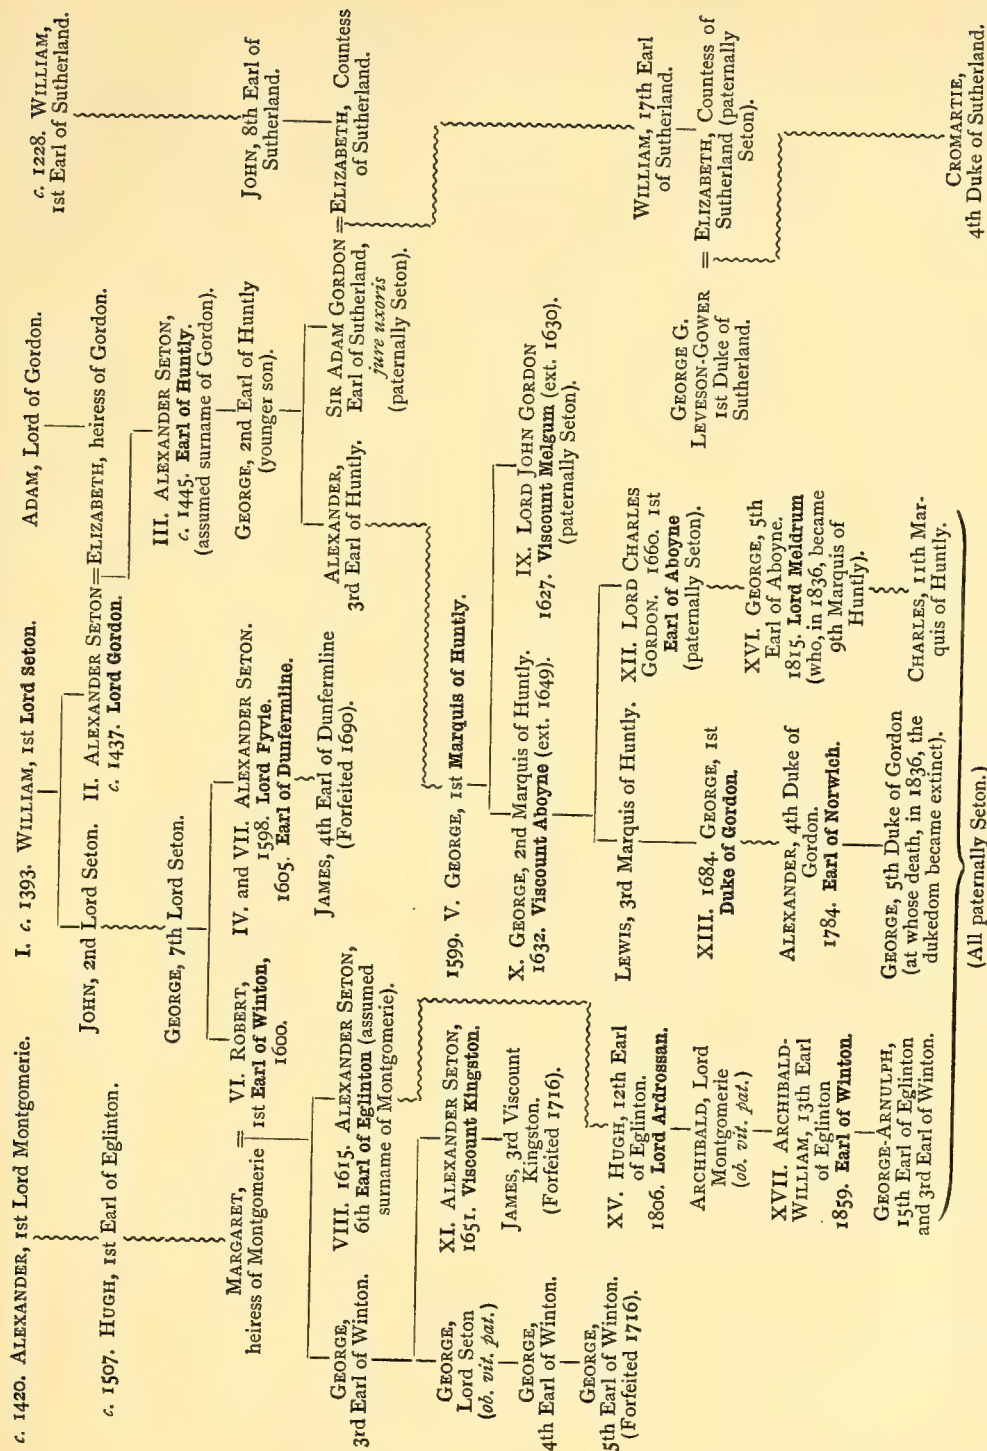 c. 1420. ALEXANDER, 1st Lord Montgomerie.
I. c. 1393. WILLIAM, 1st Lord Seton.
ADAM, Lord of Gordon.
c. 1228. WILLIAM,
1st Earl of Sutherland.
c. 1507. HUGH, 1st Earl of Eglinton.
JOHN, 2nd Lord Seton.
II. ALEXANDER SETON = ELIZABETH, heiress of Gordon.
c. 1437. Lord Gordon.
GEORGE, 7th Lord Seton.
III. ALEXANDER SETON,
c. 1445. Earl of Huntly.
(assumed surname of Gordon).
MARGARET, = VI. ROBERT,
heiress of Montgomerie 1st Earl of Winton,
1600.
IV. and VII. ALEXANDER SETON.
1598. Lord Fyvie.
1605. Earl of Dunfermline.
GEORGE, 2nd Earl of Huntly
(younger son).
JOHN, 8th Earl of
Sutherland.
JAMES, 4th Earl of Dunfermline
(Forfeited 1690).
ALEXANDER,
3rd Earl of Huntly.
SIR ADAM GORDON = ELIZABETH, Countess
Earl of Sutherland, of Sutherland.
jure uxoris
(paternally Seton).
GEORGE,
3rd Earl of Winton.
VIII. 1615. ALEXANDER SETON,
6th Earl of Eglinton (assumed
surname of Montgomerie).
1599. V. GEORGE, 1st Marquis of Huntly.
GEORGE,
Lord Seton
(ob. vit. pat.)
XI. ALEXANDER SETON,
1651. Viscount Kingston.
X. GEORGE, 2nd Marquis of Huntly.
1632. Viscount Aboyne (ext. 1649).
IX. LORD JOHN GORDON
1627. Viscount Melgum (ext. 1630).
(paternally Seton).
GEORGE,
4th Earl of Winton.
JAMES, 3rd Viscount
Kingston.
(Forfeited 1716).
GEORGE,
5th Earl of Winton.
(Forfeited 1716).
XV. HUGH, 12th Earl
of Eglinton.
1806. Lord Ardrossan.
LEWIS, 3rd Marquis of Huntly.
XII. LORD CHARLES
GORDON. 1660. 1st
Earl of Aboyne
(paternally Seton).
WILLIAM, 17th Earl
of Sutherland.
ARCHIBALD, Lord
Montgomerie
(ob. vit. pat.)
XIII. 1684. GEORGE, 1st
Duke of Gordon.
XVI. GEORGE, 5th
Earl of Aboyne.
1815. Lord Meldrum
(who, in 1836, became
9th Marquis of
Huntly).
GEORGE G.
LEVESON-GOWER
1st Duke of
Sutherland.
= ELIZABETH, Countess of
Sutherland (paternally
Seton).
XVII. ARCHIBALD-
WILLIAM, 13th Earl
of Eglinton
1859. Earl of Winton.
ALEXANDER, 4th Duke of
Gordon.
1784. Earl of Norwich.
GEORGE-ARNULPH,
15th Earl of Eglinton
and 3rd Earl of Winton.
GEORGE, 5th Duke of Gordon
(at whose death, in 1836, the
dukedom became extinct).
CHARLES, 11th Mar-
quis of Huntly.
CROMARTIE,
4th Duke of Sutherland.
(All paternally Seton.)